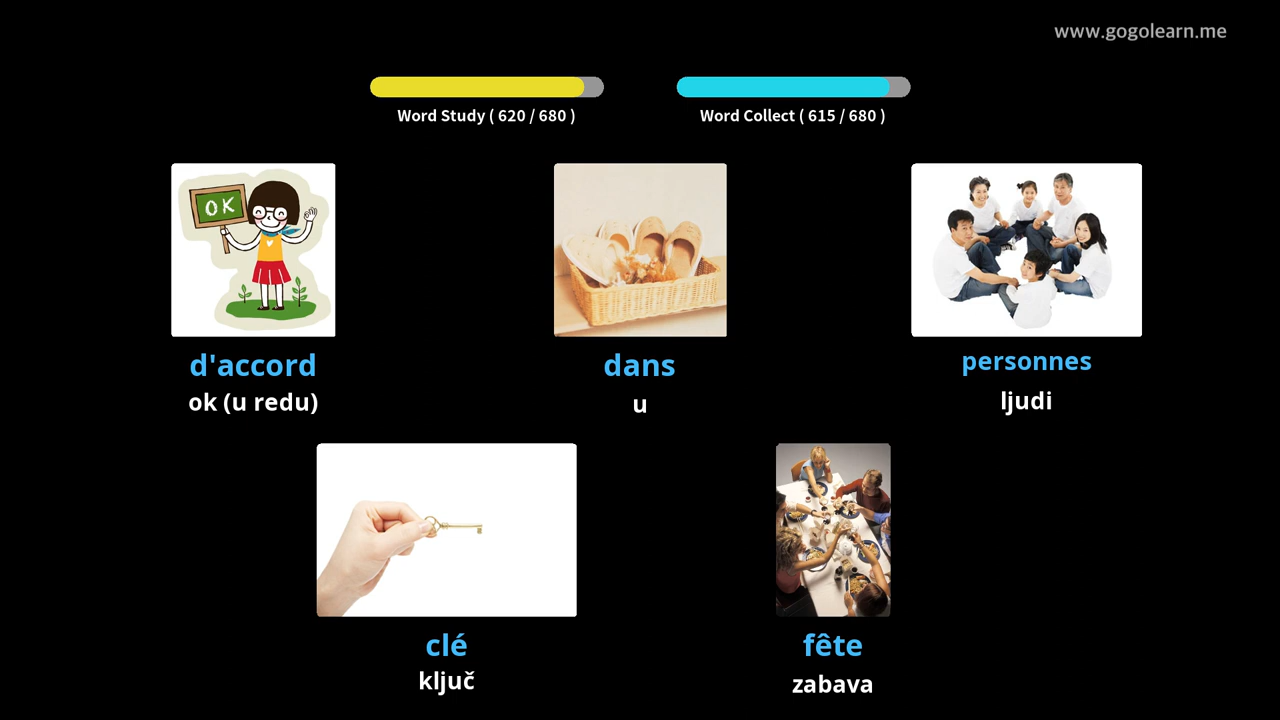 www.gogolearn.me
Word Study ( 620 / 680 )
Word Collect ( 615 / 680 )
OK
d'accord
ok (u redu)
dans
u
personnes
ljudi
clé
ključ
fête
zabava